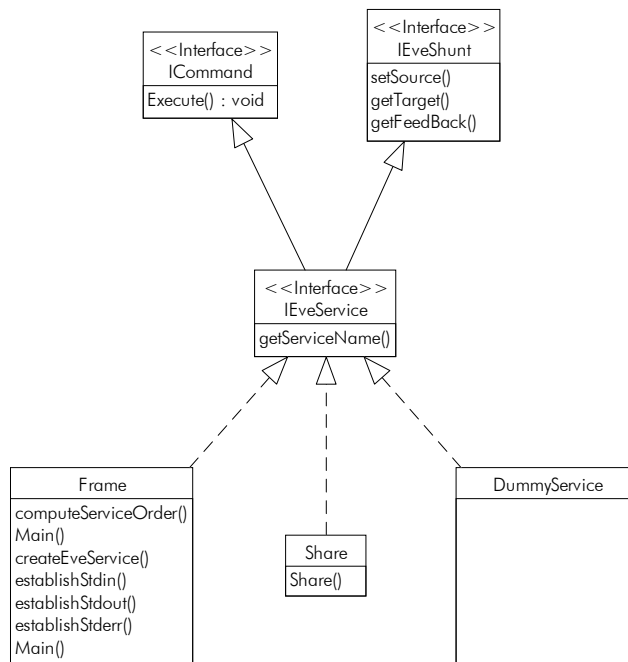 <<Interface>>
ICommand
Execute() : void
<<Interface>>
IEveShunt
setSource()
getTarget()
getFeedBack()
<<Interface>>
IEveService
getServiceName()
Frame
computeServiceOrder()
Main()
createEveService()
establishStdin()
establishStdout()
establishStderr()
Main()
Share
Share()
DummyService